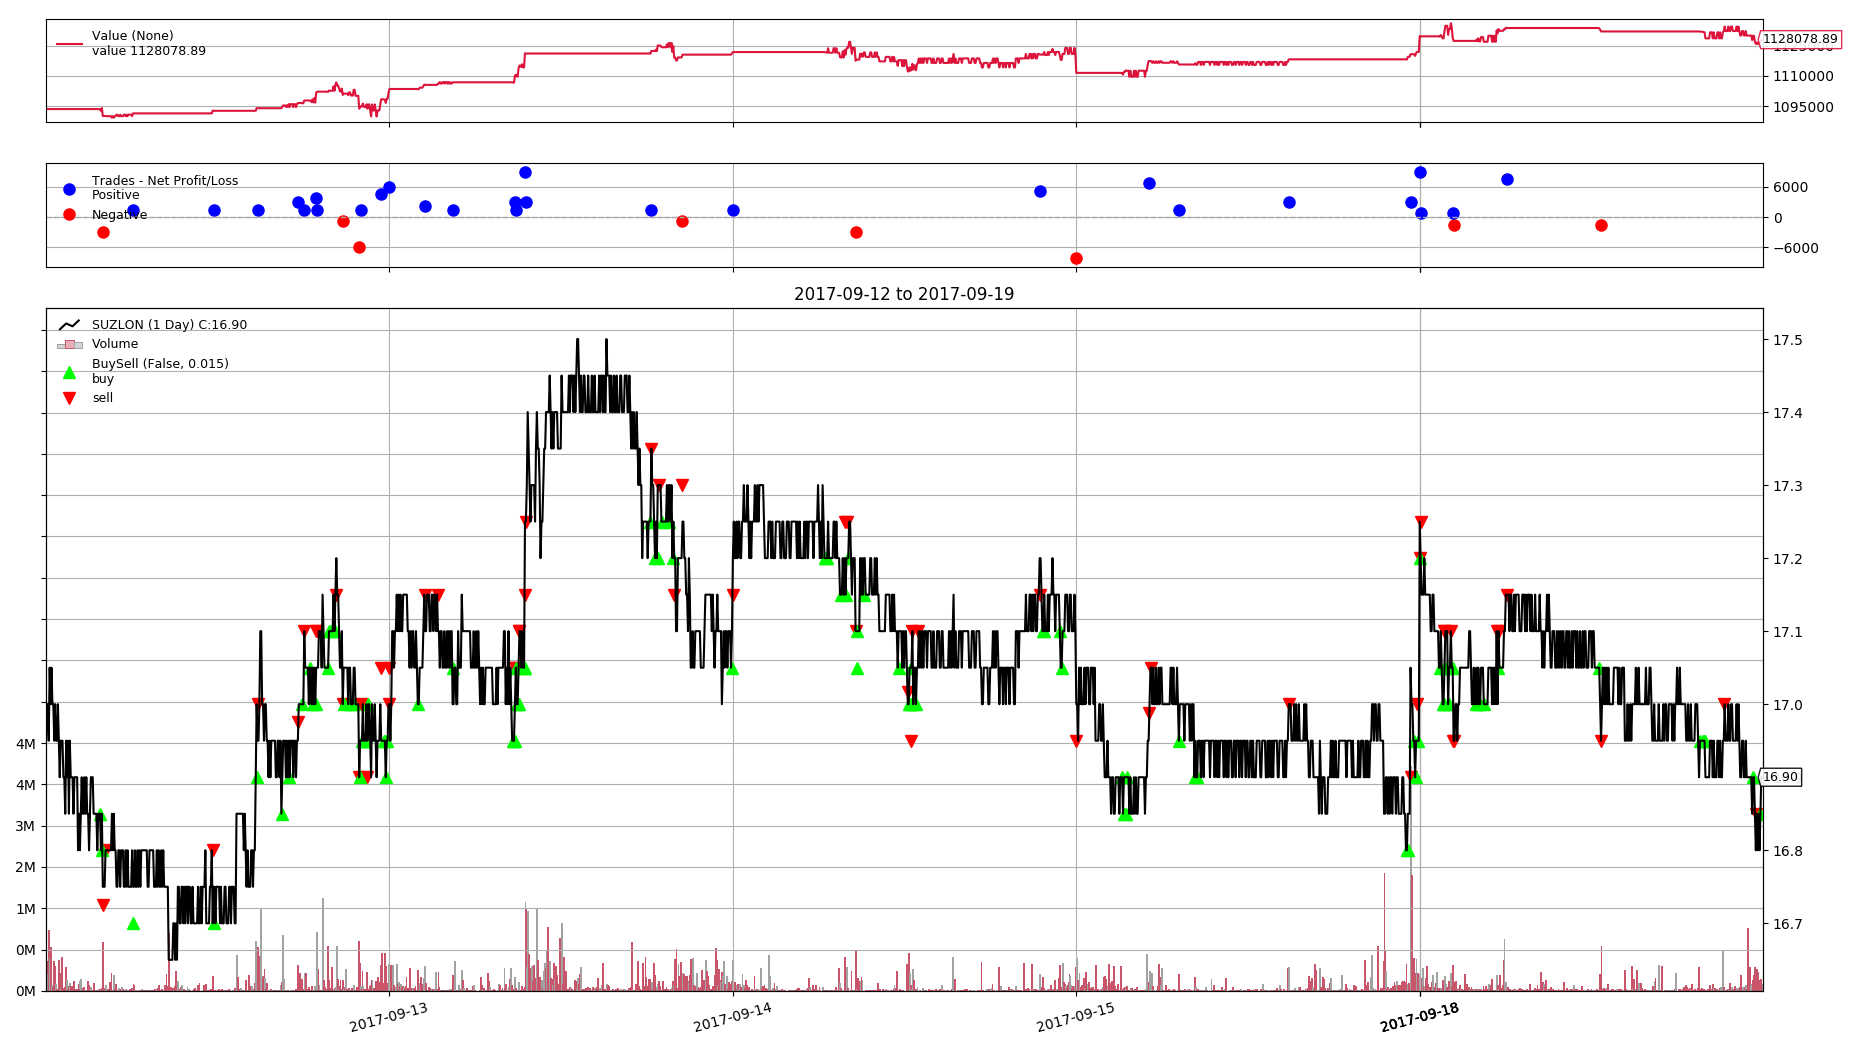 Value (None)
value 1128078.89
1128078.89
1125000
1110000
1095000
Trades - Net Profit/Loss
Positive
Negative
6000
0
−6000
2017-09-12 to 2017-09-19
SUZLON (1 Day) C:16.90
Volume
BuySell (False, 0.015)
buy
sell
17.5
17.4
17.3
17.2
17.1
17.0
16.90
16.8
16.7
4M
4M
3M
2M
1M
0M
0M
2017-09-13
2017-09-14
2017-09-15
2017-09-18